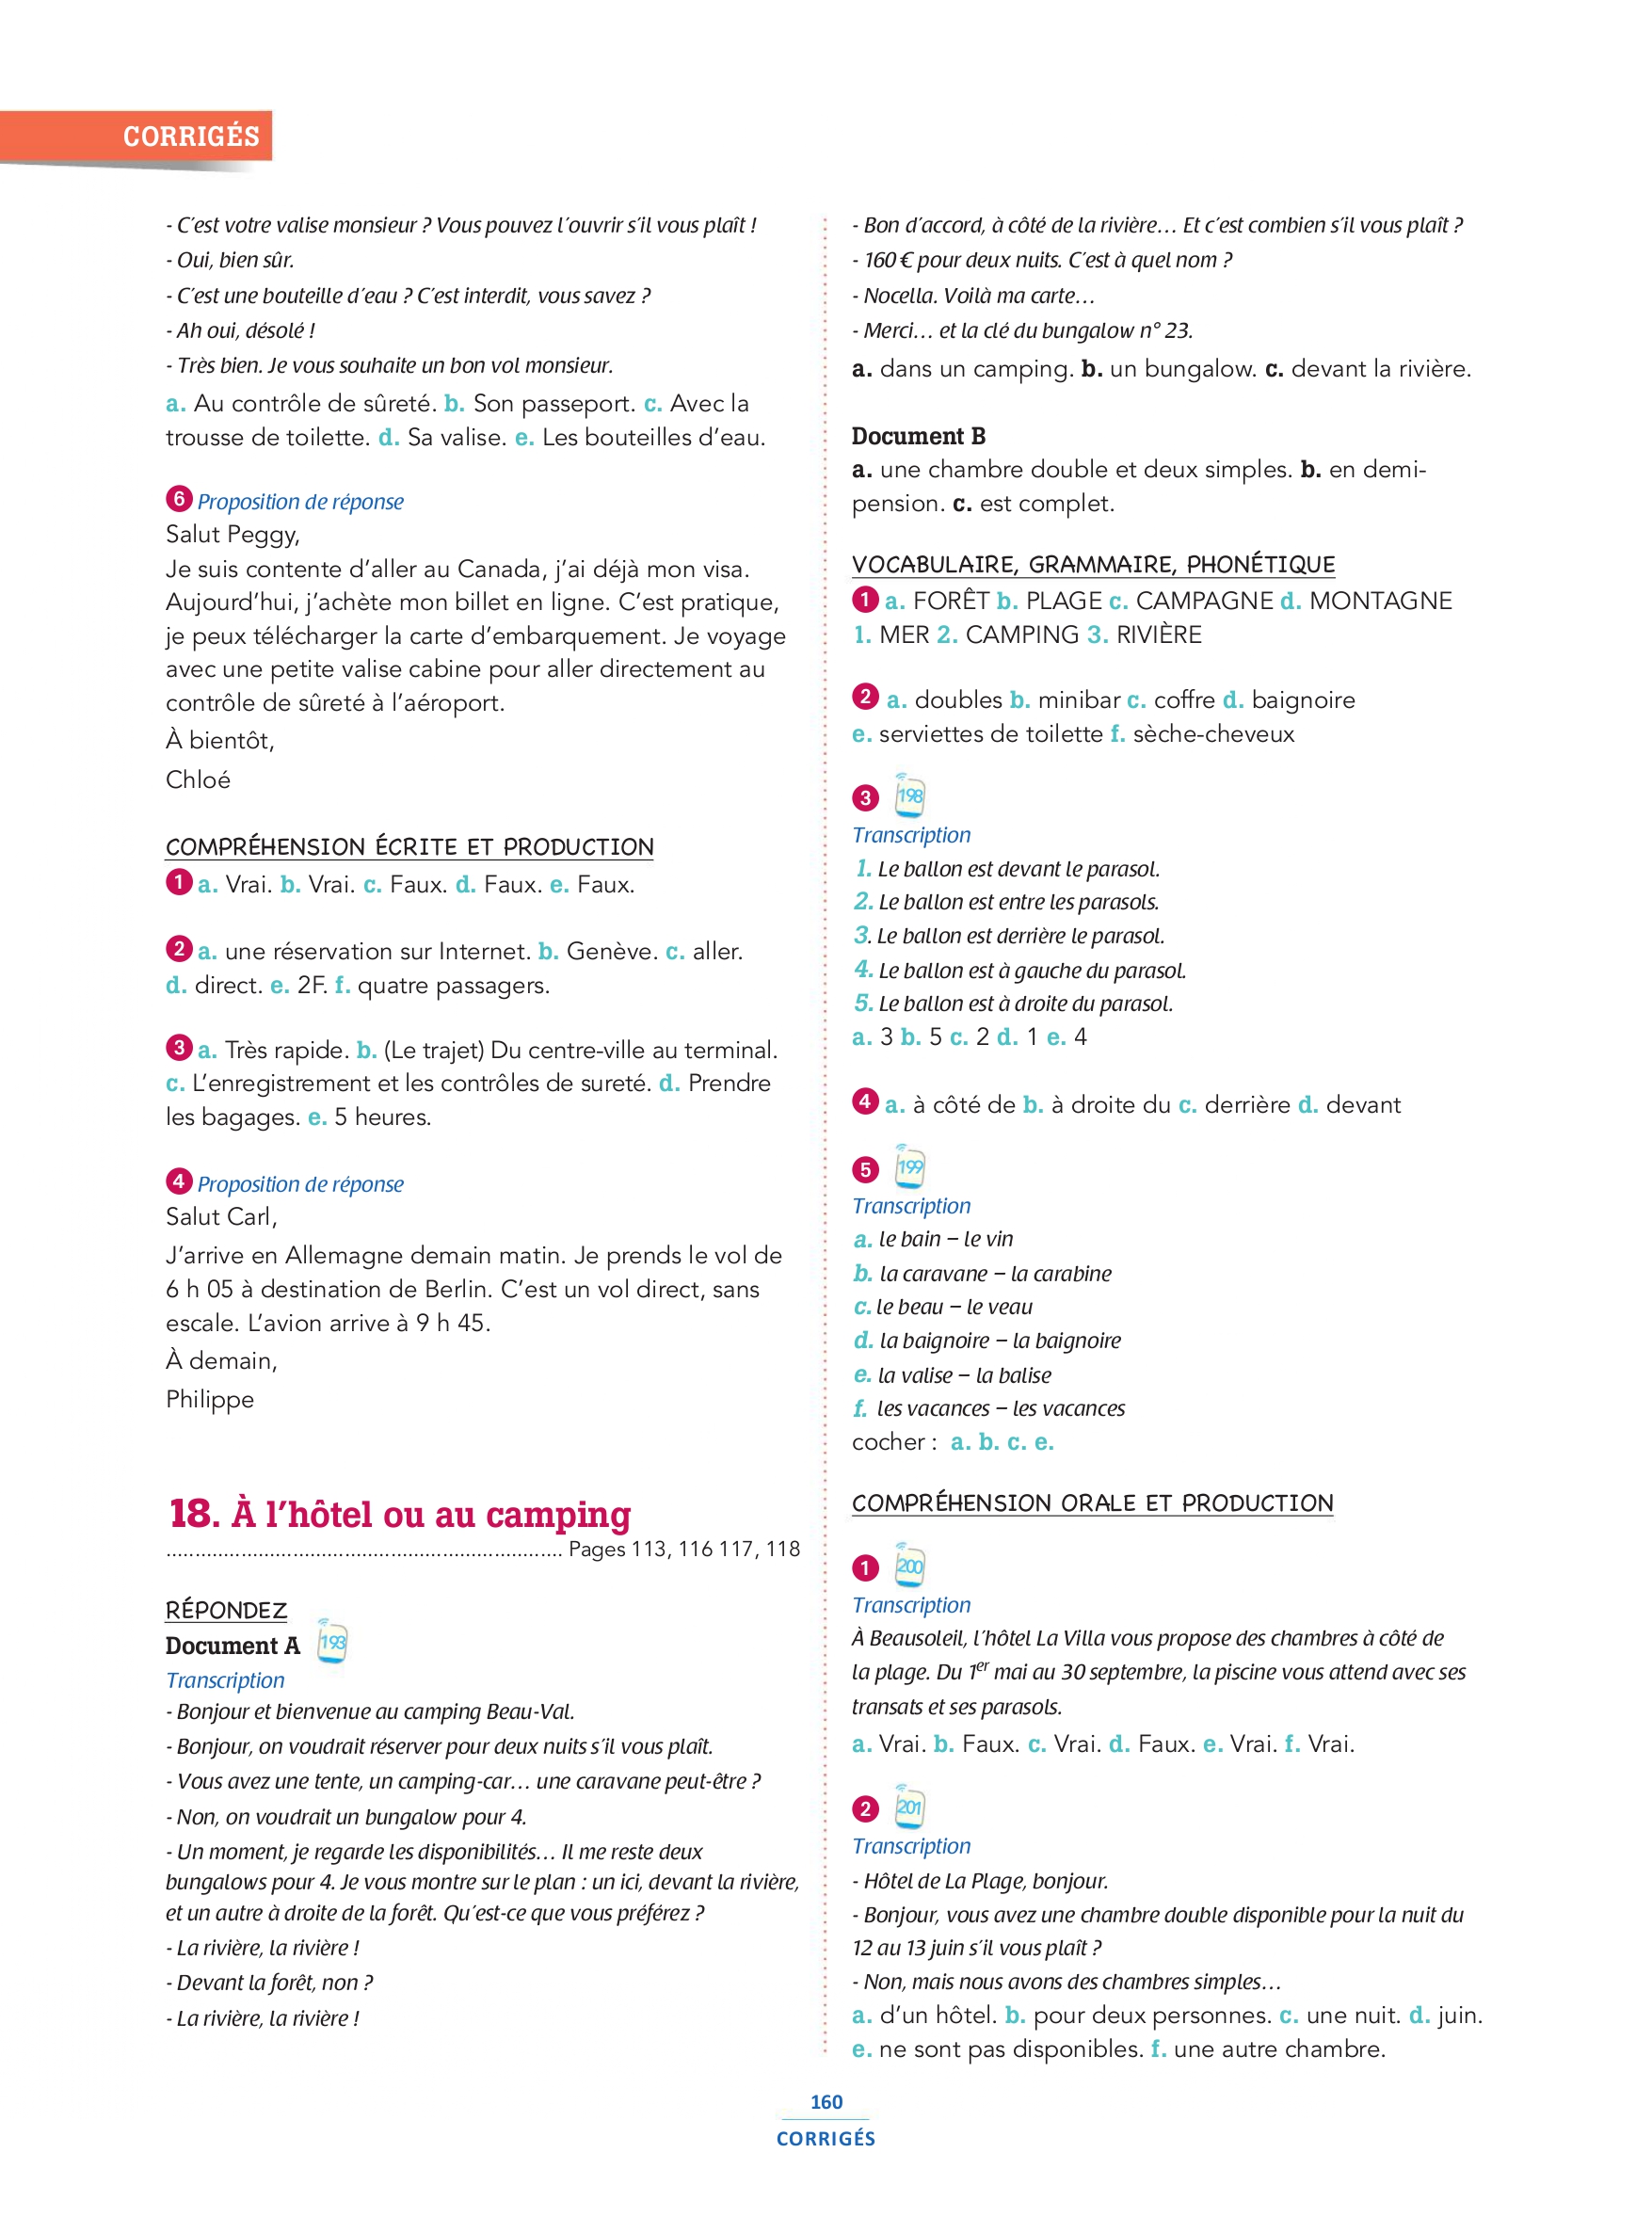 CORRIGÉS
- C'est votre valise monsieur ? Vous pouvez l'ouvrir s'il vous plaît !
- Oui, bien sûr.
- C'est une bouteille d'eau ? C'est interdit, vous savez ?
- Ah oui, désolé !
- Très bien. Je vous souhaite un bon vol monsieur.
a. Au contrôle de sûreté. b. Son passeport. c. Avec la
trousse de toilette. d. Sa valise. e. Les bouteilles d'eau.
6 Proposition de réponse
Salut Peggy,
Je suis contente d'aller au Canada, j'ai déjà mon visa.
Aujourd'hui, j'achète mon billet en ligne. C'est pratique,
je peux télécharger la carte d'embarquement. Je voyage
avec une petite valise cabine pour aller directement au
contrôle de sûreté à l'aéroport.
À bientôt,
Chloé
COMPRÉHENSION ÉCRITE ET PRODUCTION
1 a. Vrai. b. Vrai. c. Faux. d. Faux. e. Faux.
2 a. une réservation sur Internet. b. Genève. c. aller.
d. direct. e. 2F. f. quatre passagers.
3 a. Très rapide. b. (Le trajet) Du centre-ville au terminal.
c. L'enregistrement et les contrôles de sureté. d. Prendre
les bagages. e. 5 heures.
4 Proposition de réponse
Salut Carl,
J'arrive en Allemagne demain matin. Je prends le vol de
6 h 05 à destination de Berlin. C'est un vol direct, sans
escale. L'avion arrive à 9 h 45.
À demain,
Philippe
18. À l'hôtel ou au camping
..................................................................... Pages 113, 116 117, 118
RÉPONDEZ
Document A 193
Transcription
- Bonjour et bienvenue au camping Beau-Val.
- Bonjour, on voudrait réserver pour deux nuits s'il vous plaît.
- Vous avez une tente, un camping-car... une caravane peut-être ?
- Non, on voudrait un bungalow pour 4.
- Un moment, je regarde les disponibilités... Il me reste deux
bungalows pour 4. Je vous montre sur le plan : un ici, devant la rivière,
et un autre à droite de la forêt. Qu'est-ce que vous préférez ?
- La rivière, la rivière !
- Devant la forêt, non ?
- La rivière, la rivière !
- Bon d'accord, à côté de la rivière... Et c'est combien s'il vous plaît ?
- 160 € pour deux nuits. C'est à quel nom ?
- Nocella. Voilà ma carte...
- Merci... et la clé du bungalow n° 23.
a. dans un camping. b. un bungalow. c. devant la rivière.
Document B
a. une chambre double et deux simples. b. en demi-
pension. c. est complet.
VOCABULAIRE, GRAMMAIRE, PHONÉTIQUE
1 a. FORÊT b. PLAGE c. CAMPAGNE d. MONTAGNE
1. MER 2. CAMPING 3. RIVIÈRE
2 a. doubles b. minibar c. coffre d. baignoire
e. serviettes de toilette f. sèche-cheveux
3 198
Transcription
1. Le ballon est devant le parasol.
2. Le ballon est entre les parasols.
3. Le ballon est derrière le parasol.
4. Le ballon est à gauche du parasol.
5. Le ballon est à droite du parasol.
a. 3 b. 5 c. 2 d. 1 e. 4
4 a. à côté de b. à droite du c. derrière d. devant
5 199
Transcription
a. le bain – le vin
b. la caravane – la carabine
c. le beau – le veau
d. la baignoire – la baignoire
e. la valise – la balise
f. les vacances – les vacances
cocher : a. b. c. e.
COMPRÉHENSION ORALE ET PRODUCTION
1 200
Transcription
À Beausoleil, l'hôtel La Villa vous propose des chambres à côté de
la plage. Du 1er mai au 30 septembre, la piscine vous attend avec ses
transats et ses parasols.
a. Vrai. b. Faux. c. Vrai. d. Faux. e. Vrai. f. Vrai.
2 201
Transcription
- Hôtel de La Plage, bonjour.
- Bonjour, vous avez une chambre double disponible pour la nuit du
12 au 13 juin s'il vous plaît ?
- Non, mais nous avons des chambres simples...
a. d'un hôtel. b. pour deux personnes. c. une nuit. d. juin.
e. ne sont pas disponibles. f. une autre chambre.
160
CORRIGÉS